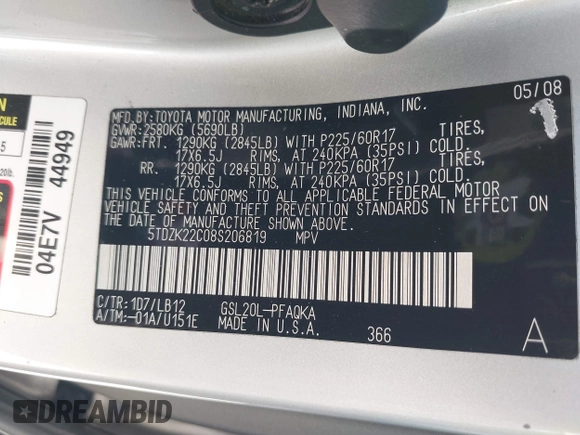 05/08
MFD.BY:TOYOTA MOTOR MANUFACTURING, INDIANA, INC.
GVWR:2580KG (5690LB)
GAWR:FRT. 1290KG (2845LB) WITH P225/60R17 TIRES,
17X6.5J RIMS, AT 240KPA (35PSI) COLD.
RR. 1290KG (2845LB) WITH P225/60R17 TIRES,
17X6.5J RIMS, AT 240KPA (35PSI) COLD.
THIS VEHICLE CONFORMS TO ALL APPLICABLE FEDERAL MOTOR
VEHICLE SAFETY AND THEFT PREVENTION STANDARDS IN EFFECT ON
THE DATE OF MANUFACTURE SHOWN ABOVE.
5TDZK22C08S206819 MPV
C/TR:1D7/LB12 GSL20L-PFAQKA
A/TM:-01A/U151E MADE IN U.S.A. 366
A
04E7V 44949
5
20lb.
DREAMBID